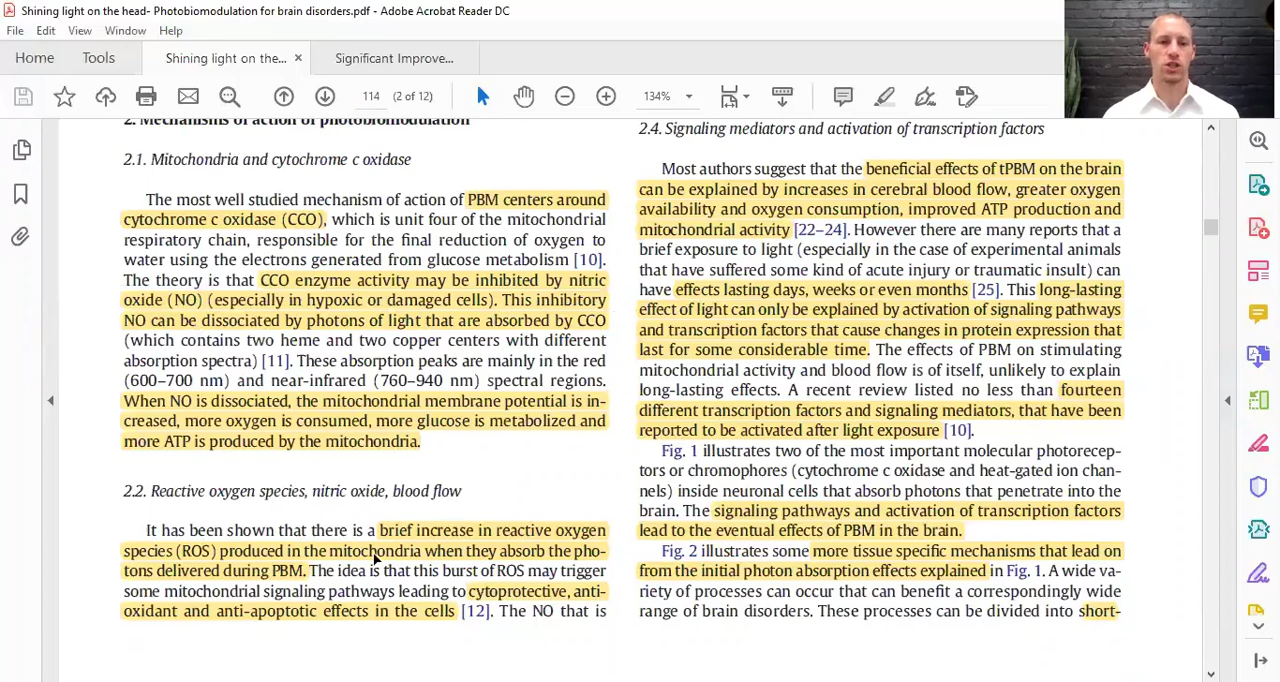 Shining light on the head- Photobiomodulation for brain disorders.pdf - Adobe Acrobat Reader DC
File Edit View Window Help
Home Tools Shining light on the... × Significant Improve...
114 (2 of 12) 134%
2. Mechanisms of action of photobiomodulation
2.1. Mitochondria and cytochrome c oxidase
The most well studied mechanism of action of PBM centers around
cytochrome c oxidase (CCO), which is unit four of the mitochondrial
respiratory chain, responsible for the final reduction of oxygen to
water using the electrons generated from glucose metabolism [10].
The theory is that CCO enzyme activity may be inhibited by nitric
oxide (NO) (especially in hypoxic or damaged cells). This inhibitory
NO can be dissociated by photons of light that are absorbed by CCO
(which contains two heme and two copper centers with different
absorption spectra) [11]. These absorption peaks are mainly in the red
(600–700 nm) and near-infrared (760–940 nm) spectral regions.
When NO is dissociated, the mitochondrial membrane potential is in-
creased, more oxygen is consumed, more glucose is metabolized and
more ATP is produced by the mitochondria.
2.2. Reactive oxygen species, nitric oxide, blood flow
It has been shown that there is a brief increase in reactive oxygen
species (ROS) produced in the mitochondria when they absorb the pho-
tons delivered during PBM. The idea is that this burst of ROS may trigger
some mitochondrial signaling pathways leading to cytoprotective, anti-
oxidant and anti-apoptotic effects in the cells [12]. The NO that is
2.4. Signaling mediators and activation of transcription factors
Most authors suggest that the beneficial effects of tPBM on the brain
can be explained by increases in cerebral blood flow, greater oxygen
availability and oxygen consumption, improved ATP production and
mitochondrial activity [22–24]. However there are many reports that a
brief exposure to light (especially in the case of experimental animals
that have suffered some kind of acute injury or traumatic insult) can
have effects lasting days, weeks or even months [25]. This long-lasting
effect of light can only be explained by activation of signaling pathways
and transcription factors that cause changes in protein expression that
last for some considerable time. The effects of PBM on stimulating
mitochondrial activity and blood flow is of itself, unlikely to explain
long-lasting effects. A recent review listed no less than fourteen
different transcription factors and signaling mediators, that have been
reported to be activated after light exposure [10].
Fig. 1 illustrates two of the most important molecular photorecep-
tors or chromophores (cytochrome c oxidase and heat-gated ion chan-
nels) inside neuronal cells that absorb photons that penetrate into the
brain. The signaling pathways and activation of transcription factors
lead to the eventual effects of PBM in the brain.
Fig. 2 illustrates some more tissue specific mechanisms that lead on
from the initial photon absorption effects explained in Fig. 1. A wide va-
riety of processes can occur that can benefit a correspondingly wide
range of brain disorders. These processes can be divided into short-